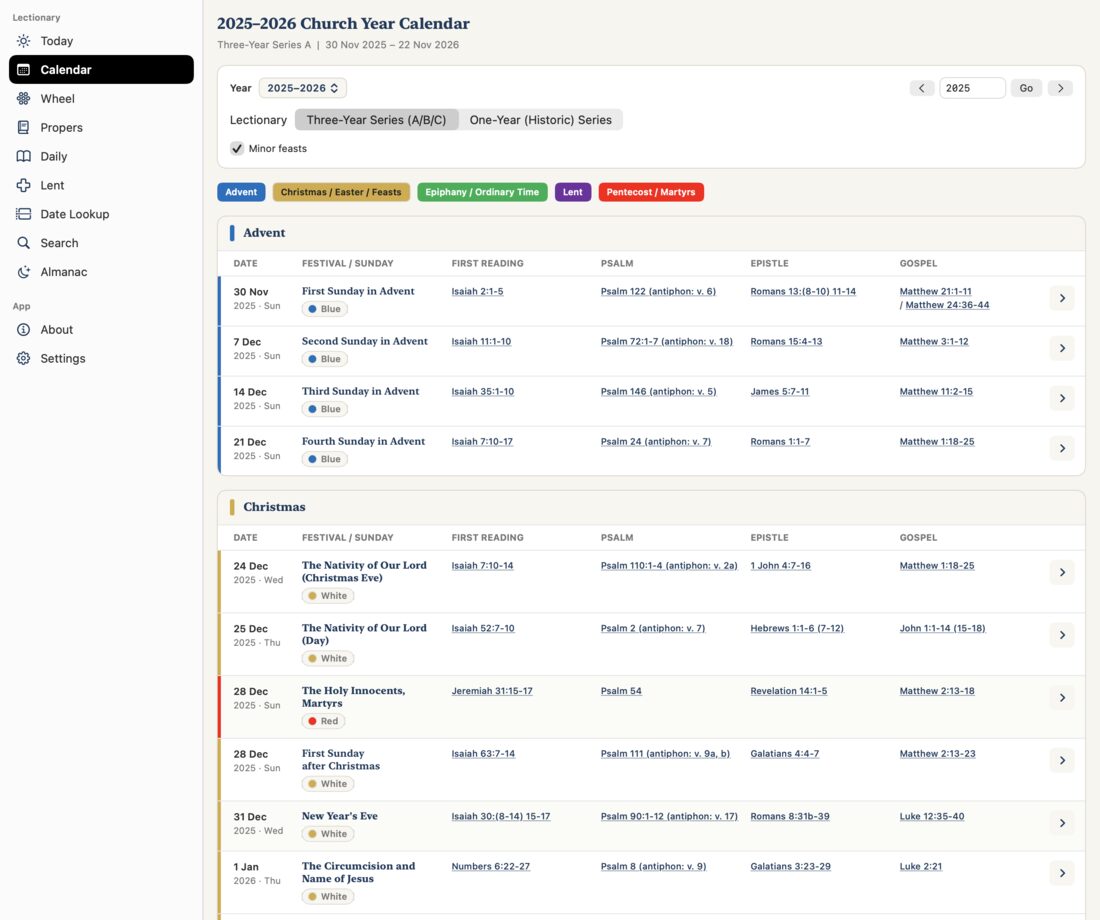 Lectionary
Today
Calendar
Wheel
Propers
Daily
Lent
Date Lookup
Search
Almanac
App
About
Settings
2025–2026 Church Year Calendar
Three-Year Series A | 30 Nov 2025 – 22 Nov 2026
Year 2025–2026 2025 Go
Lectionary Three-Year Series (A/B/C) One-Year (Historic) Series
Minor feasts
Advent Christmas / Easter / Feasts Epiphany / Ordinary Time Lent Pentecost / Martyrs
Advent
DATE FESTIVAL / SUNDAY FIRST READING PSALM EPISTLE GOSPEL
30 Nov First Sunday in Advent Isaiah 2:1-5 Psalm 122 (antiphon: v. 6) Romans 13:(8-10) 11-14 Matthew 21:1-11
2025 · Sun Blue / Matthew 24:36-44
7 Dec Second Sunday in Advent Isaiah 11:1-10 Psalm 72:1-7 (antiphon: v. 18) Romans 15:4-13 Matthew 3:1-12
2025 · Sun Blue
14 Dec Third Sunday in Advent Isaiah 35:1-10 Psalm 146 (antiphon: v. 5) James 5:7-11 Matthew 11:2-15
2025 · Sun Blue
21 Dec Fourth Sunday in Advent Isaiah 7:10-17 Psalm 24 (antiphon: v. 7) Romans 1:1-7 Matthew 1:18-25
2025 · Sun Blue
Christmas
DATE FESTIVAL / SUNDAY FIRST READING PSALM EPISTLE GOSPEL
24 Dec The Nativity of Our Lord Isaiah 7:10-14 Psalm 110:1-4 (antiphon: v. 2a) 1 John 4:7-16 Matthew 1:18-25
2025 · Wed (Christmas Eve)
White
25 Dec The Nativity of Our Lord Isaiah 52:7-10 Psalm 2 (antiphon: v. 7) Hebrews 1:1-6 (7-12) John 1:1-14 (15-18)
2025 · Thu (Day)
White
28 Dec The Holy Innocents, Jeremiah 31:15-17 Psalm 54 Revelation 14:1-5 Matthew 2:13-18
2025 · Sun Martyrs
Red
28 Dec First Sunday Isaiah 63:7-14 Psalm 111 (antiphon: v. 9a, b) Galatians 4:4-7 Matthew 2:13-23
2025 · Sun after Christmas
White
31 Dec New Year's Eve Isaiah 30:(8-14) 15-17 Psalm 90:1-12 (antiphon: v. 17) Romans 8:31b-39 Luke 12:35-40
2025 · Wed White
1 Jan The Circumcision and Numbers 6:22-27 Psalm 8 (antiphon: v. 9) Galatians 3:23-29 Luke 2:21
2026 · Thu Name of Jesus
White